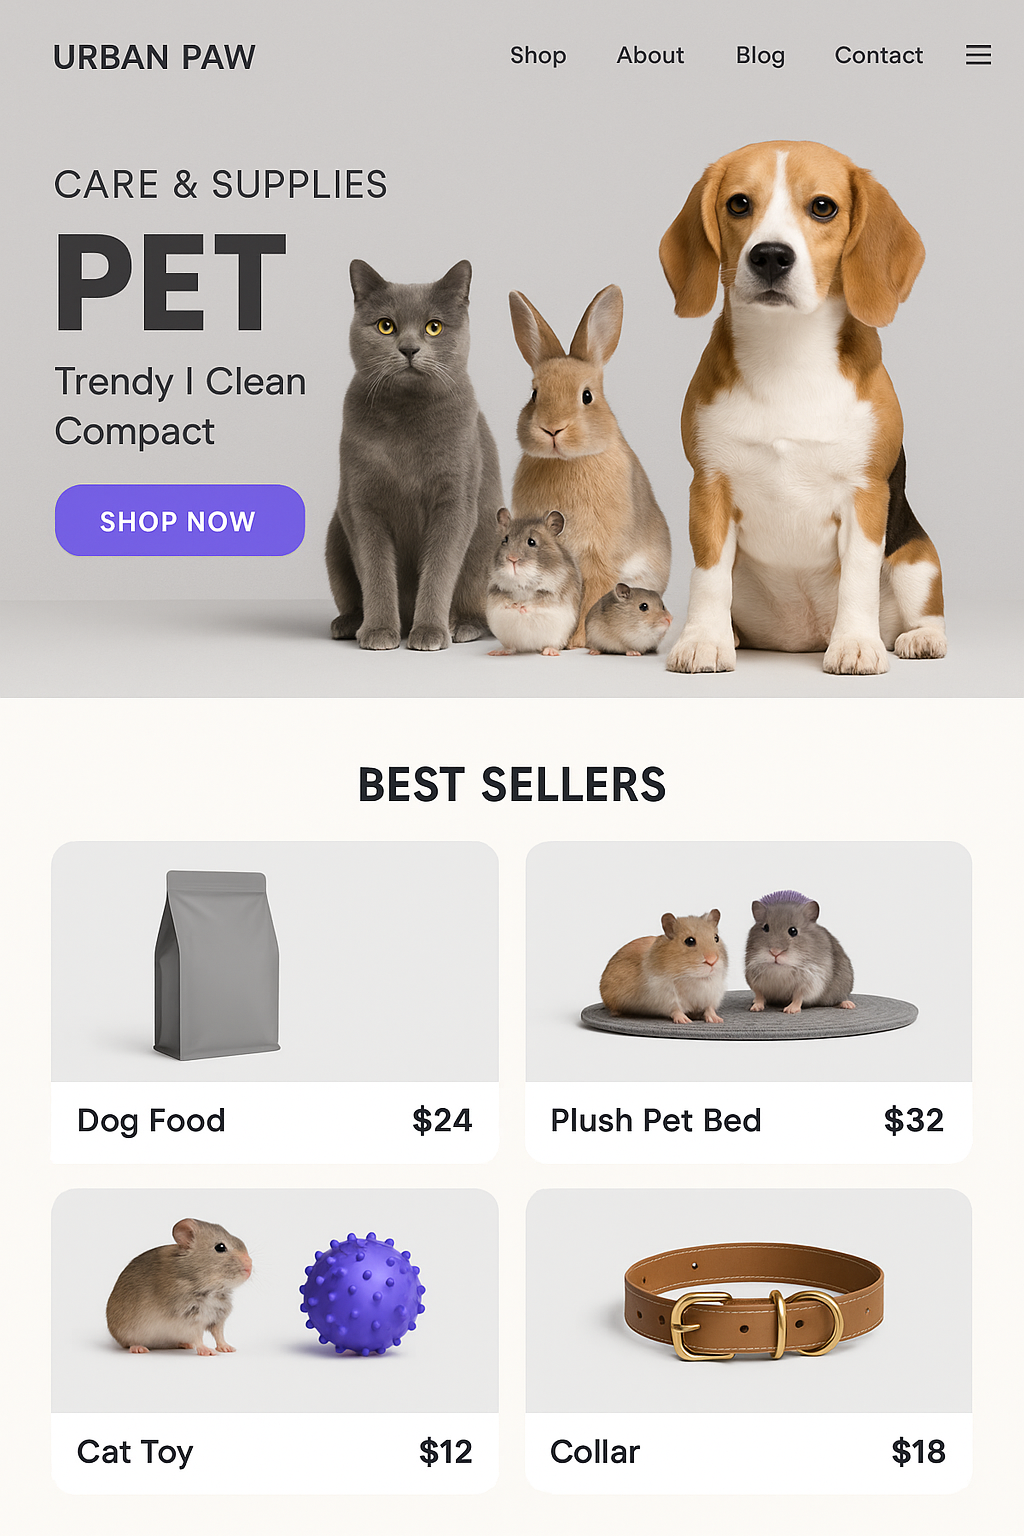 URBAN PAW
Shop About Blog Contact
CARE & SUPPLIES
PET
Trendy | Clean
Compact
SHOP NOW
BEST SELLERS
Dog Food $24
Plush Pet Bed $32
Cat Toy $12
Collar $18